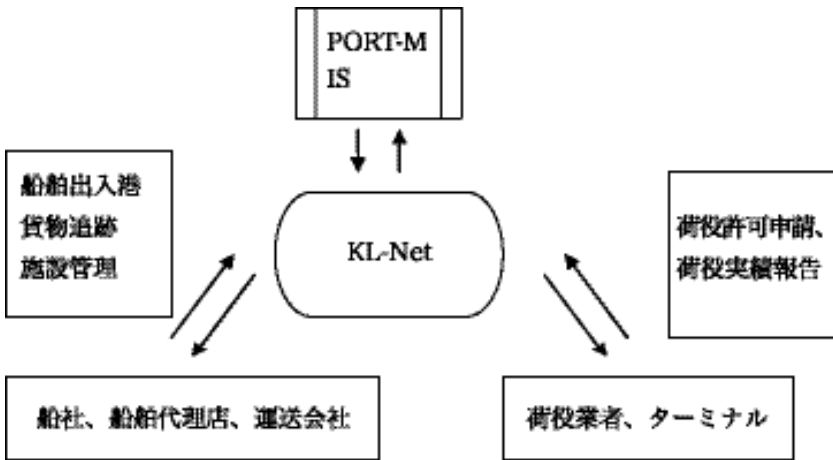 PORT-M
IS
船舶出入港
貨物追跡
施設管理
KL-Net
荷役許可申請、
荷役実績報告
船社、船舶代理店、運送会社
荷役業者、ターミナル